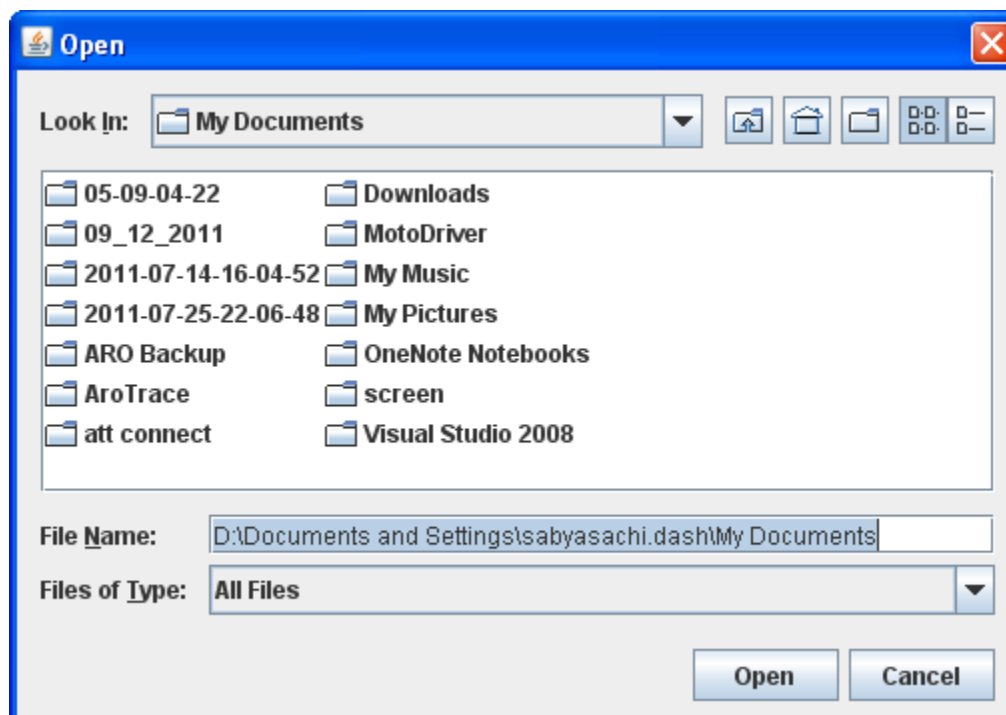 Open
Look In: My Documents
05-09-04-22 Downloads
09_12_2011 MotoDriver
2011-07-14-16-04-52 My Music
2011-07-25-22-06-48 My Pictures
ARO Backup OneNote Notebooks
AroTrace screen
att connect Visual Studio 2008
File Name: D:\Documents and Settings\sabyasachi.dash\My Documents
Files of Type: All Files
Open Cancel